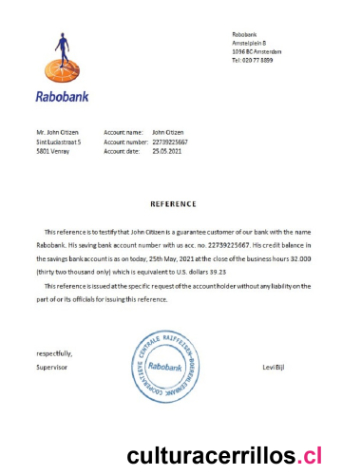 Rabobank
Amstelplein 8
1096 BC Amsterdam
Tel: 020 77 8899
Rabobank
Mr. John Citizen Account name: John Citizen
Sint Luciastraat 5 Account number: 22739225667
5801 Venray Account date: 25.05.2021
REFERENCE
This reference is to testify that John Citizen is a guarantee customer of our bank with the name
Rabobank. His saving bank account number with us acc. no. 22739225667. His credit balance in
the savings bank account is as on today, 25th May, 2021 at the close of the business hours 32.000
(thirty two thousand only) which is equivalent to U.S. dollars 39.23
This reference is issued at the specific request of the account holder without any liability on the
part of or its officials for issuing this reference.
respectfully,
Supervisor Levi Bijl
CENTRALE RAIFFEISEN-BOERENLEENBANK COOPERATIVE
Rabobank
culturacerrillos.cl